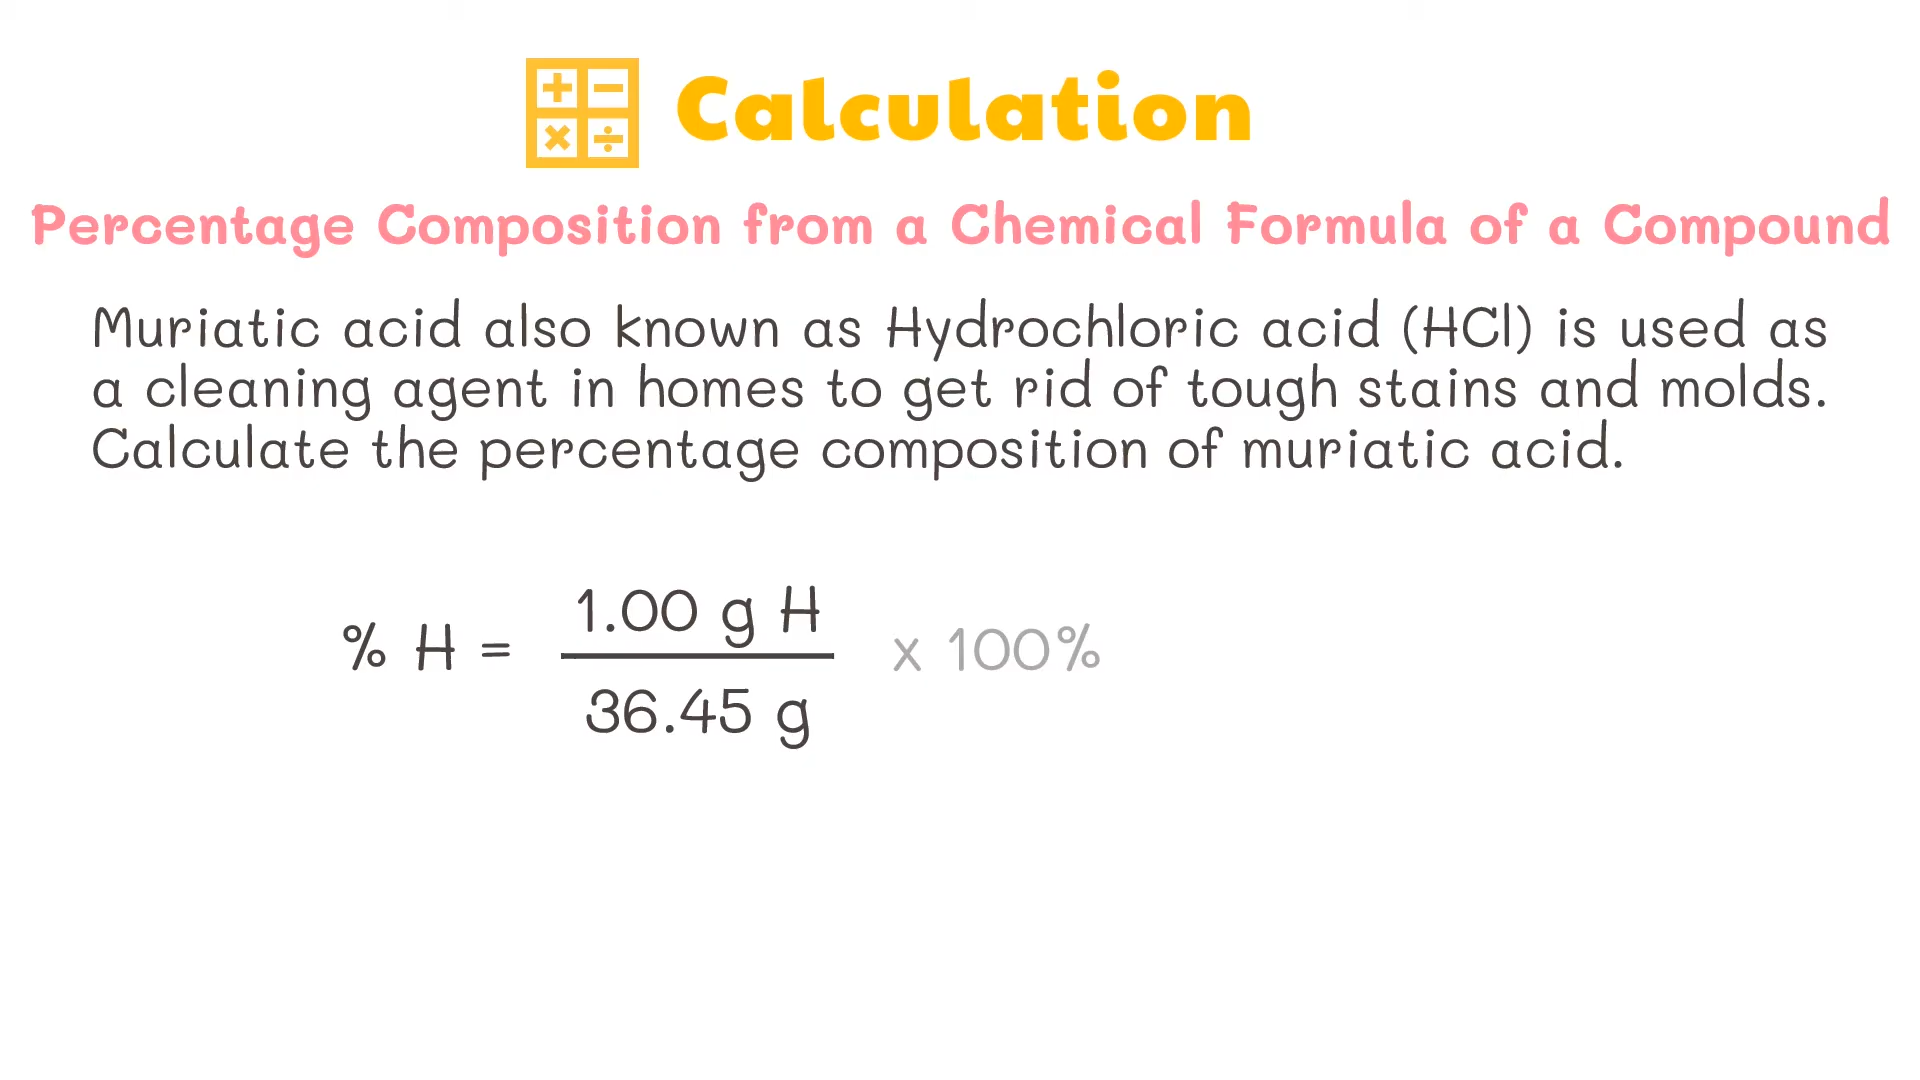 Calculation
Percentage Composition from a Chemical Formula of a Compound
Muriatic acid also known as Hydrochloric acid (HCl) is used as
a cleaning agent in homes to get rid of tough stains and molds.
Calculate the percentage composition of muriatic acid.
1.00 g H
% H = x 100%
36.45 g